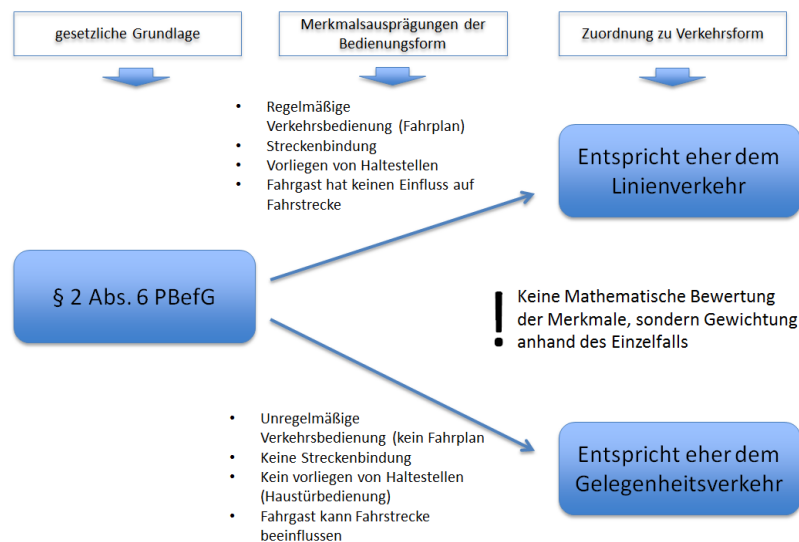 gesetzliche Grundlage
Merkmalsausprägungen der
Bedienungsform
Zuordnung zu Verkehrsform
• Regelmäßige
Verkehrsbedienung (Fahrplan)
• Streckenbindung
• Vorliegen von Haltestellen
• Fahrgast hat keinen Einfluss auf
Fahrstrecke
Entspricht eher dem
Linienverkehr
§ 2 Abs. 6 PBefG
! Keine Mathematische Bewertung
der Merkmale, sondern Gewichtung
anhand des Einzelfalls
• Unregelmäßige
Verkehrsbedienung (kein Fahrplan
• Keine Streckenbindung
• Kein vorliegen von Haltestellen
(Haustürbedienung)
• Fahrgast kann Fahrstrecke
beeinflussen
Entspricht eher dem
Gelegenheitsverkehr